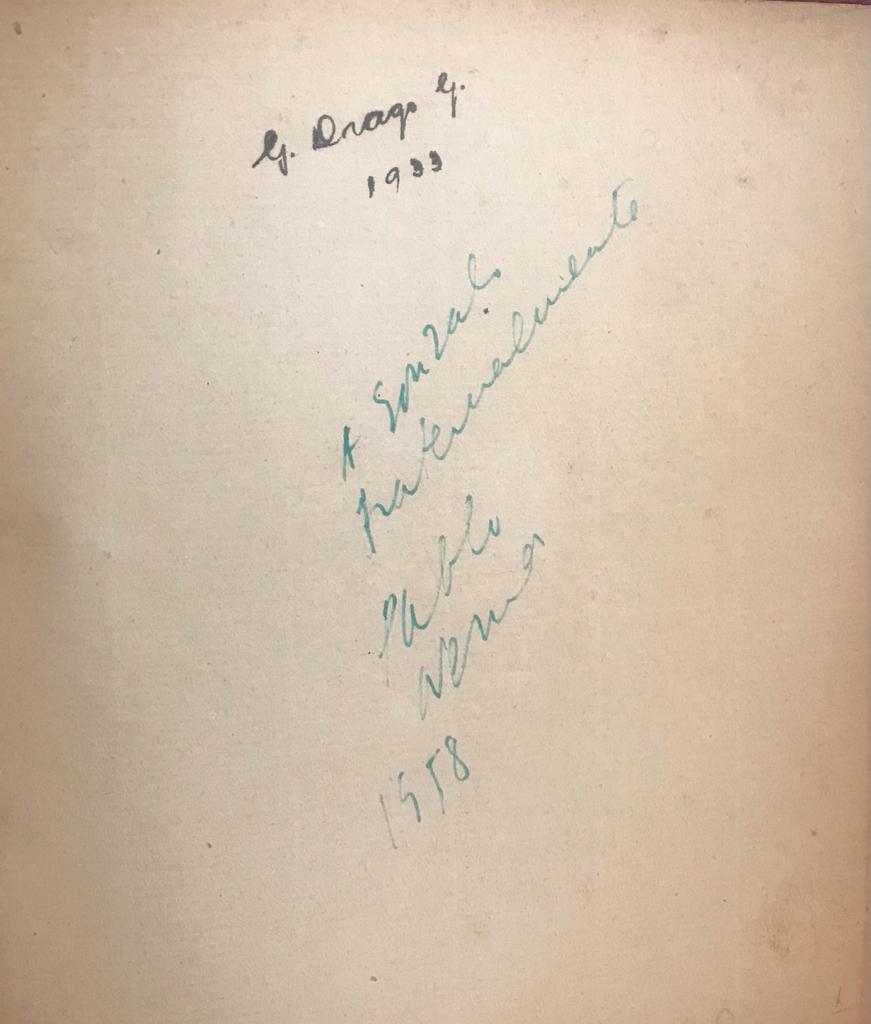 G. Drago G.
1933
A Gonzalo
fraternalmente
Pablo
Neruda
1958